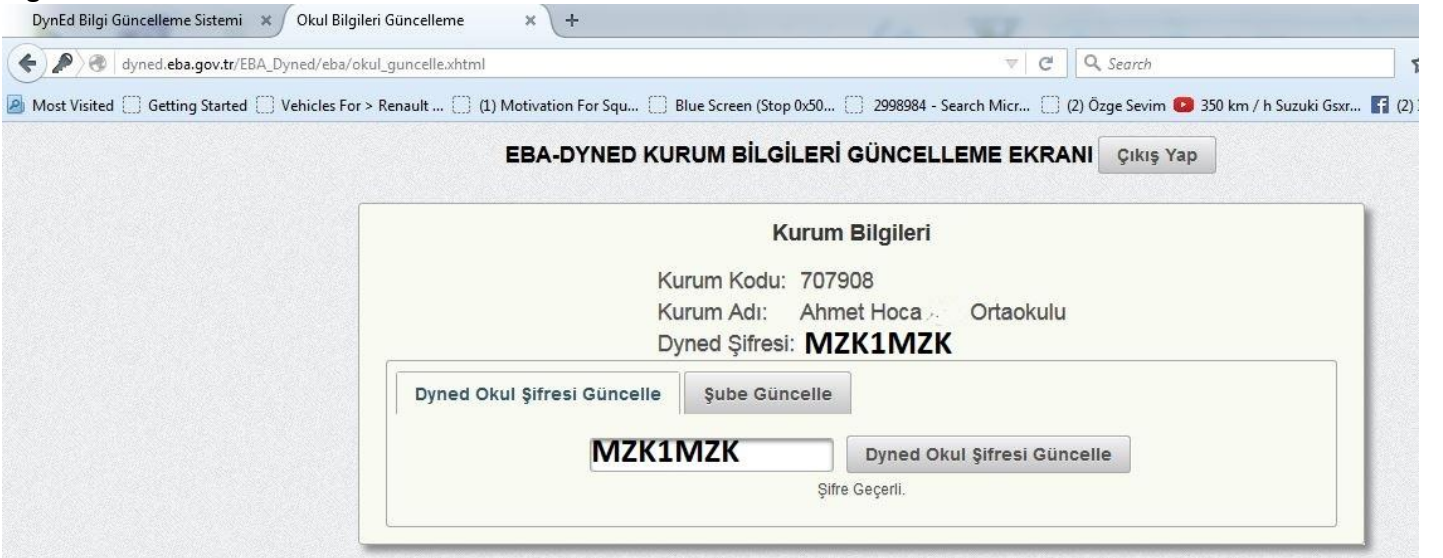 DynEd Bilgi Güncelleme Sistemi × Okul Bilgileri Güncelleme × +
dyned.eba.gov.tr/EBA_Dyned/eba/okul_guncelle.xhtml Search
Most Visited Getting Started Vehicles For > Renault ... (1) Motivation For Squ... Blue Screen (Stop 0x50... 2998984 - Search Micr... (2) Özge Sevim 350 km / h Suzuki Gsxr... (2)
EBA-DYNED KURUM BİLGİLERİ GÜNCELLEME EKRANI Çıkış Yap
Kurum Bilgileri
Kurum Kodu: 707908
Kurum Adı: Ahmet Hoca Ortaokulu
Dyned Şifresi: MZK1MZK
Dyned Okul Şifresi Güncelle Şube Güncelle
MZK1MZK Dyned Okul Şifresi Güncelle
Şifre Geçerli.